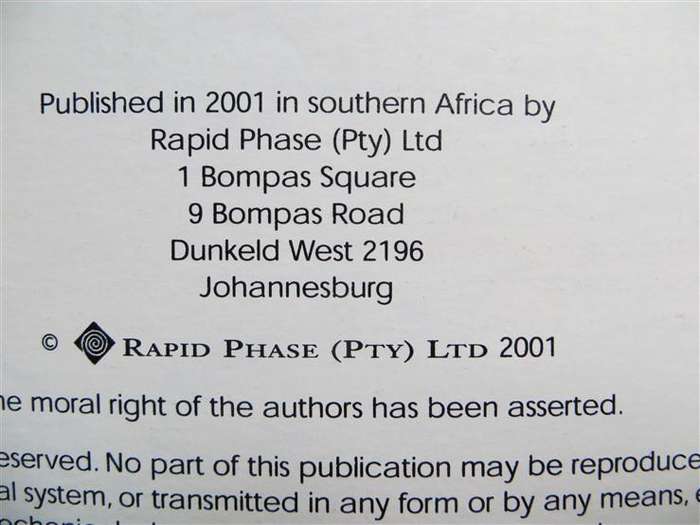 Published in 2001 in southern Africa by
Rapid Phase (Pty) Ltd
1 Bompas Square
9 Bompas Road
Dunkeld West 2196
Johannesburg
© RAPID PHASE (PTY) LTD 2001
moral right of the authors has been asserted.
No part of this publication may be
system, or transmitted in any form or by any means,